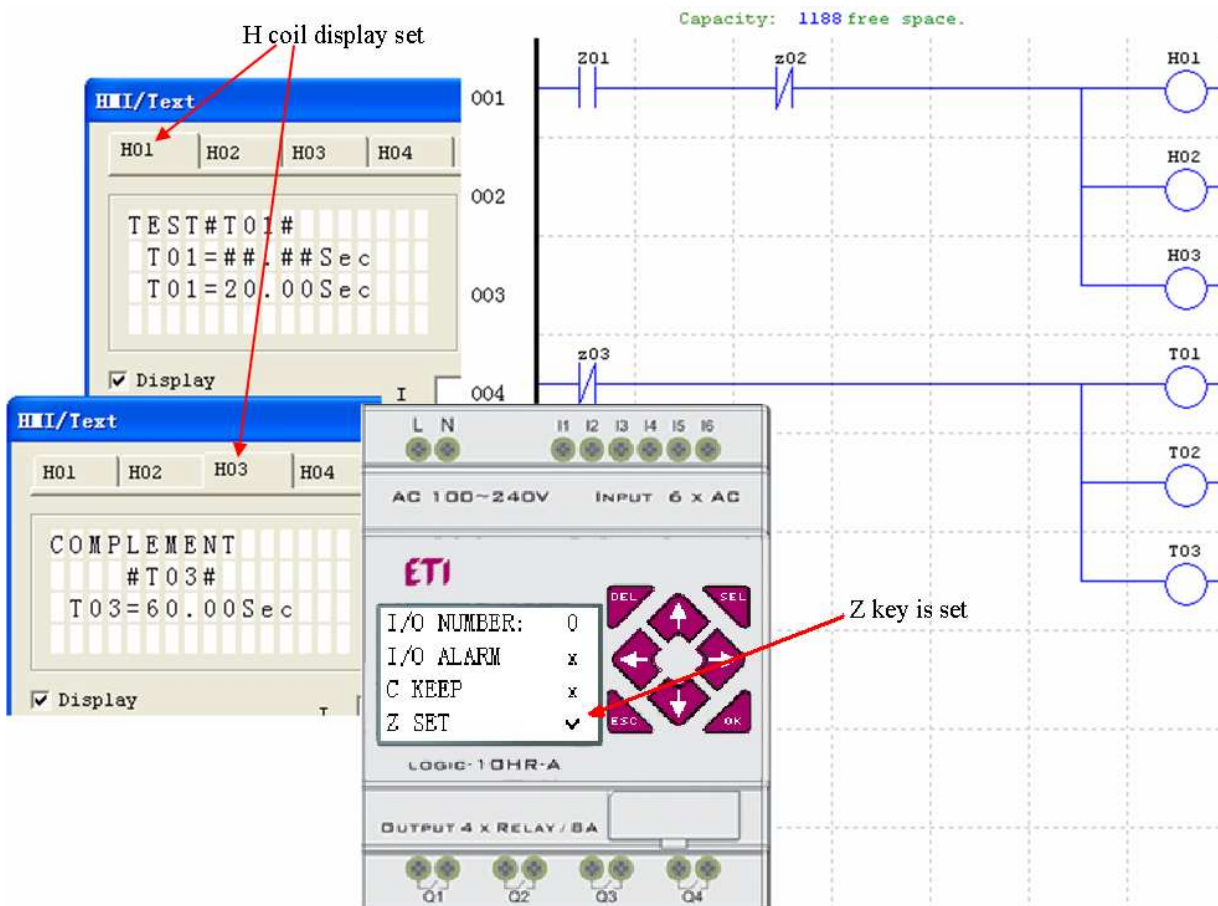 Capacity: 1188 free space.
H coil display set
HMI/Text
H01 H02 H03 H04
TEST#T01#
T01=##.##Sec
T01=20.00Sec
Display
I
HMI/Text
H01 H02 H03 H04
COMPLEMENT
#T03#
T03=60.00Sec
Display
I
001
Z01 z02 H01
002
H02
003
H03
004
z03 T01
T02
T03
L N I1 I2 I3 I4 I5 I6
AC 100~240V INPUT 6 x AC
ETI
I/O NUMBER: 0
I/O ALARM x
C KEEP x
Z SET
DEL SEL
ESC OK
Z key is set
LOGIC-10HR-A
OUTPUT 4 x RELAY / 8A
Q1 Q2 Q3 Q4